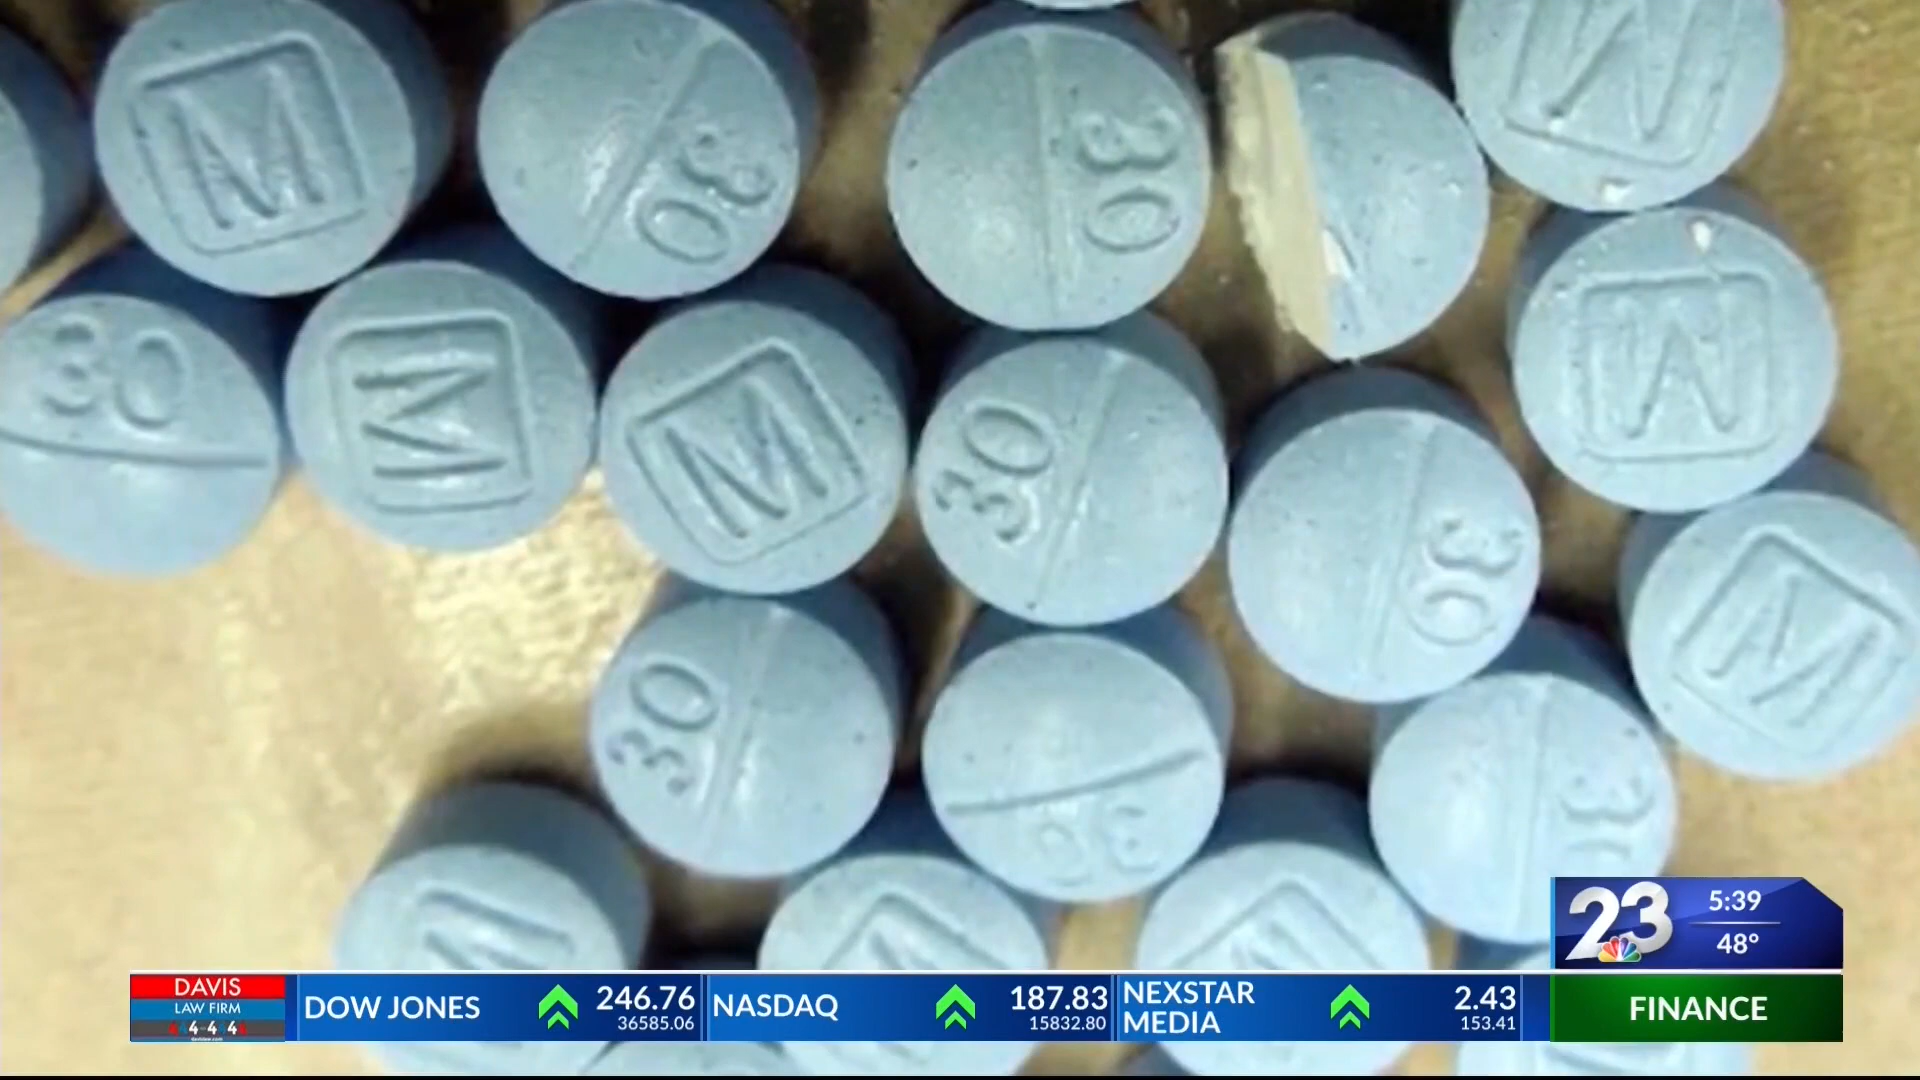 M
30
30
M
30
M
M
30
30
M
M
30
30
30
M
M
M
23
5:39
48°
DAVIS
LAW FIRM
DOW JONES
246.76
36585.06
NASDAQ
187.83
15832.80
NEXSTAR
MEDIA
2.43
153.41
FINANCE